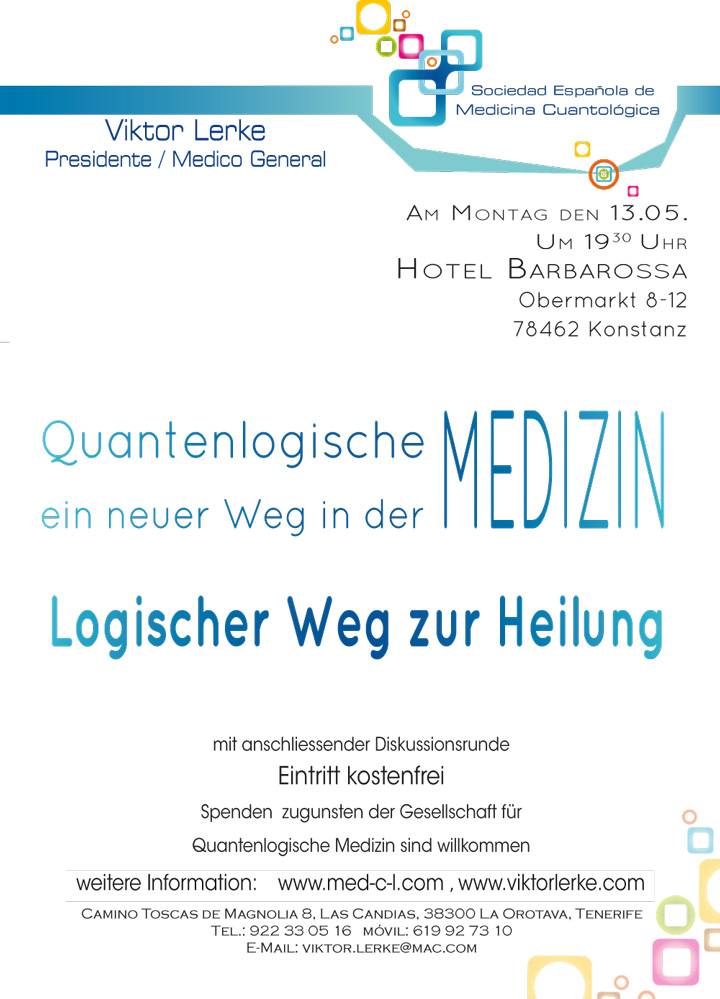 Sociedad Española de
Medicina Cuantológica
Viktor Lerke
Presidente / Medico General
Am Montag den 13.05.
Um 19³⁰ Uhr
Hotel Barbarossa
Obermarkt 8-12
78462 Konstanz
Quantenlogische MEDIZIN
ein neuer Weg in der
Logischer Weg zur Heilung
mit anschliessender Diskussionsrunde
Eintritt kostenfrei
Spenden zugunsten der Gesellschaft für
Quantenlogische Medizin sind willkommen
weitere Information: www.med-c-l.com , www.viktorlerke.com
Camino Toscas de Magnolia 8, Las Candias, 38300 La Orotava, Tenerife
Tel.: 922 33 05 16 móvil: 619 92 73 10
E-Mail: viktor.lerke@mac.com